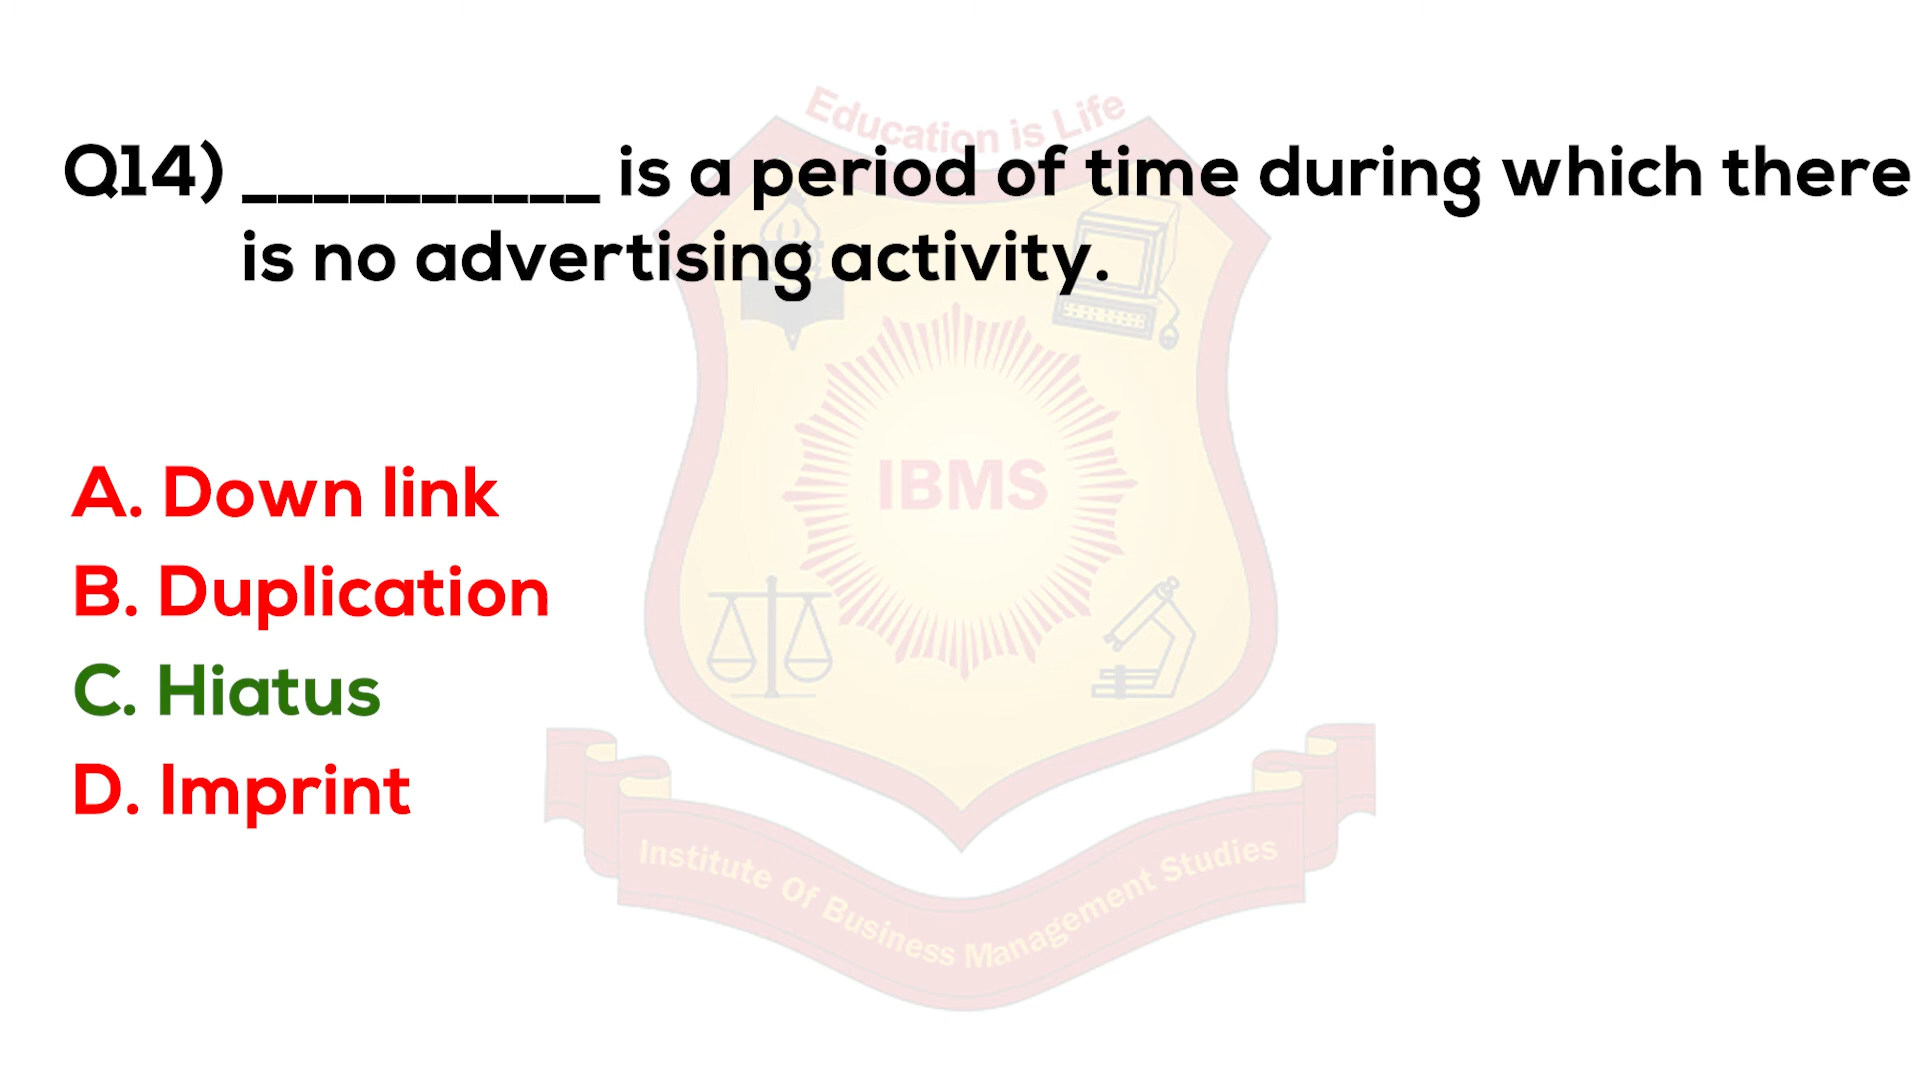 Education is Life
Q14) __________ is a period of time during which there
is no advertising activity.
IBMS
A. Down link
B. Duplication
C. Hiatus
D. Imprint
Institute Of Business Management Studies